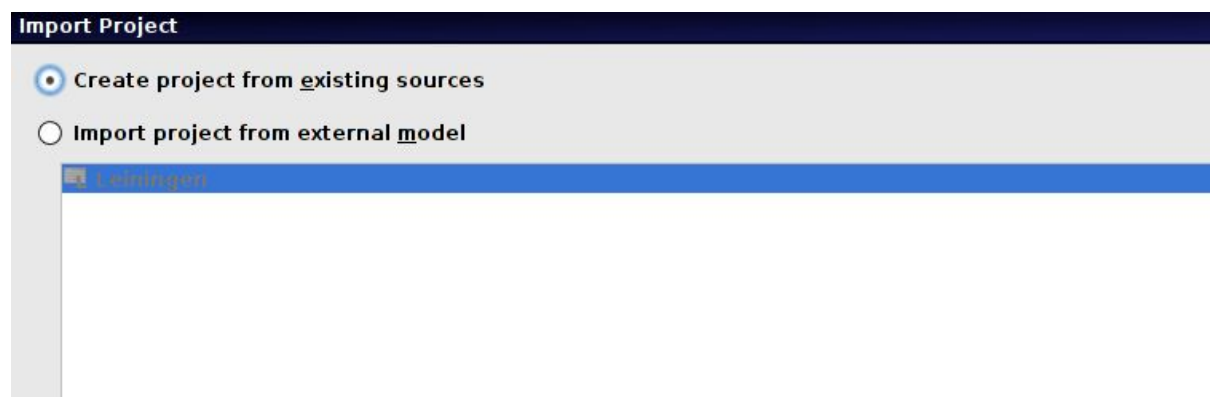 Import Project
Create project from existing sources
Import project from external model
Leiningen